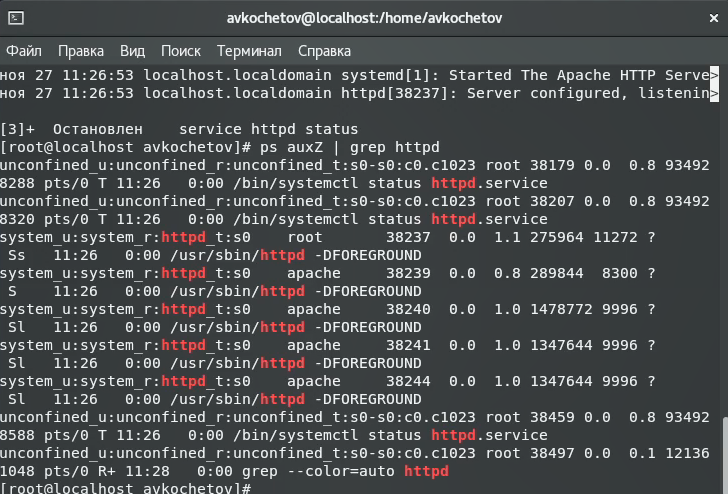 avkochetov@localhost:/home/avkochetov
Файл Правка Вид Поиск Терминал Справка
ноя 27 11:26:53 localhost.localdomain systemd[1]: Started The Apache HTTP Serve>
ноя 27 11:26:53 localhost.localdomain httpd[38237]: Server configured, listenin>
[3]+  Остановлен    service httpd status
[root@localhost avkochetov]# ps auxZ | grep httpd
unconfined_u:unconfined_r:unconfined_t:s0-s0:c0.c1023 root 38179 0.0  0.8 93492
8288 pts/0 T 11:26   0:00 /bin/systemctl status httpd.service
unconfined_u:unconfined_r:unconfined_t:s0-s0:c0.c1023 root 38207 0.0  0.8 93492
8320 pts/0 T 11:26   0:00 /bin/systemctl status httpd.service
system_u:system_r:httpd_t:s0    root       38237  0.0  1.1 275964 11272 ?
 Ss   11:26   0:00 /usr/sbin/httpd -DFOREGROUND
system_u:system_r:httpd_t:s0    apache     38239  0.0  0.8 289844  8300 ?
 S    11:26   0:00 /usr/sbin/httpd -DFOREGROUND
system_u:system_r:httpd_t:s0    apache     38240  0.0  1.0 1478772 9996 ?
 Sl   11:26   0:00 /usr/sbin/httpd -DFOREGROUND
system_u:system_r:httpd_t:s0    apache     38241  0.0  1.0 1347644 9996 ?
 Sl   11:26   0:00 /usr/sbin/httpd -DFOREGROUND
system_u:system_r:httpd_t:s0    apache     38244  0.0  1.0 1347644 9996 ?
 Sl   11:26   0:00 /usr/sbin/httpd -DFOREGROUND
unconfined_u:unconfined_r:unconfined_t:s0-s0:c0.c1023 root 38459 0.0  0.8 93492
8588 pts/0 T 11:26   0:00 /bin/systemctl status httpd.service
unconfined_u:unconfined_r:unconfined_t:s0-s0:c0.c1023 root 38497 0.0  0.1 12136
1048 pts/0 R+ 11:28   0:00 grep --color=auto httpd
[root@localhost avkochetov]#